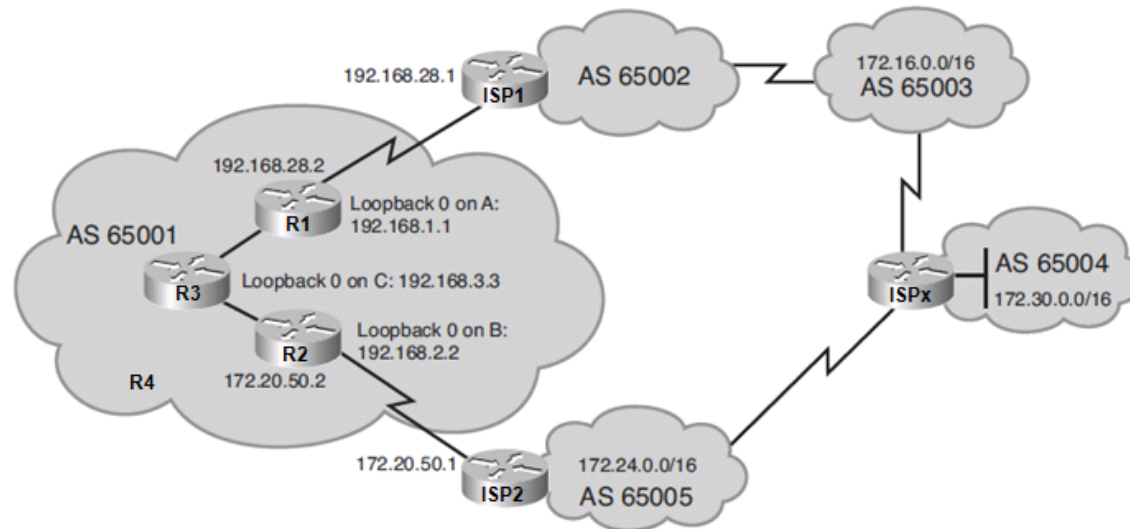 192.168.28.1
ISP1
AS 65002
172.16.0.0/16
AS 65003
192.168.28.2
R1
Loopback 0 on A:
192.168.1.1
AS 65001
R3
Loopback 0 on C: 192.168.3.3
R2
Loopback 0 on B:
192.168.2.2
R4
172.20.50.2
ISPx
AS 65004
172.30.0.0/16
172.20.50.1
ISP2
172.24.0.0/16
AS 65005